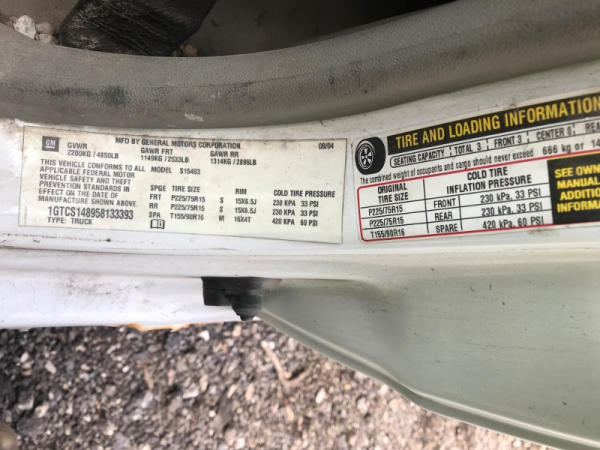 GM
MFD BY GENERAL MOTORS CORPORATION 08/04
GVWR GAWR FRT GAWR RR
2200KG / 4850LB 1149KG / 2533LB 1314KG / 2898LB
THIS VEHICLE CONFORMS TO ALL MODEL: S15403
APPLICABLE FEDERAL MOTOR
VEHICLE SAFETY AND THEFT
PREVENTION STANDARDS IN
EFFECT ON THE DATE OF
MANUFACTURE SHOWN ABOVE.
PSGE TIRE SIZE RIM COLD TIRE PRESSURE
FRT P225/75R15 S 15X6.5J 230 KPA 33 PSI
RR P225/75R15 S 15X6.5J 230 KPA 33 PSI
SPA T155/90R16 M 16X4T 420 KPA 60 PSI
1GTCS148958133393
TYPE: TRUCK
TIRE AND LOADING INFORMATION
SEATING CAPACITY TOTAL 3 FRONT 3 CENTER 0
The combined weight of occupants and cargo should never exceed 666 kg or
ORIGINAL TIRE SIZE COLD TIRE INFLATION PRESSURE
P225/75R15 FRONT 230 kPa, 33 PSI
P225/75R15 REAR 230 kPa, 33 PSI
T155/90R16 SPARE 420 kPa, 60 PSI
SEE OWN
MANUAL
ADDITIO
INFORMA